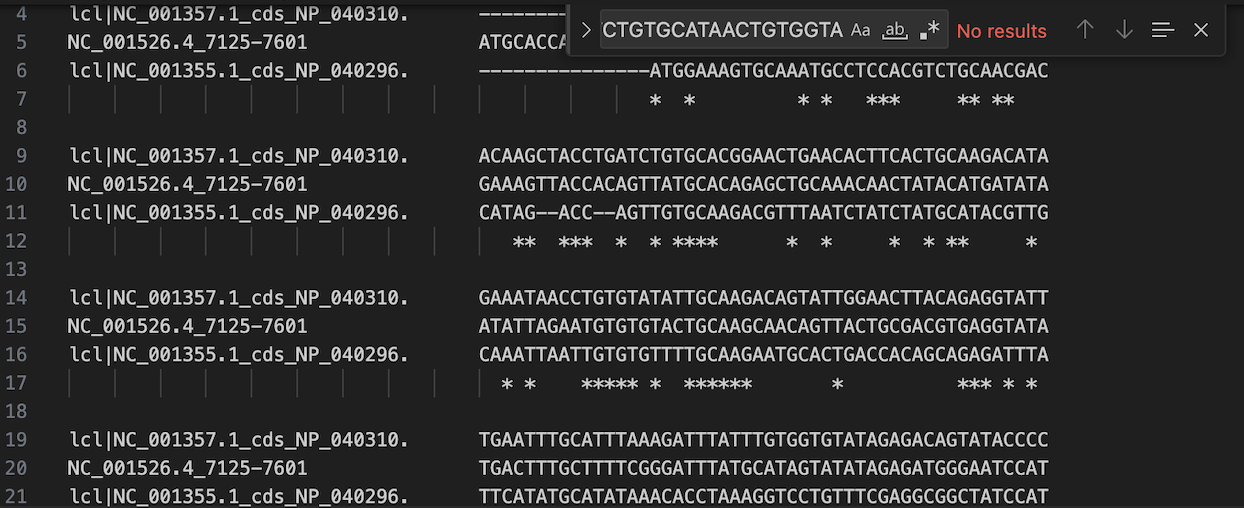 4 lcl|NC_001357.1_cds_NP_040310. --------
CTGTGCATAACTGTGGTA Aa ab .* No results
5 NC_001526.4_7125-7601 ATGCACCA
6 lcl|NC_001355.1_cds_NP_040296. ---------------ATGGAAAGTGCAAATGCCTCCACGTCTGCAACGAC
7 * * * * *** ** **
8
9 lcl|NC_001357.1_cds_NP_040310. ACAAGCTACCTGATCTGTGCACGGAACTGAACACTTCACTGCAAGACATA
10 NC_001526.4_7125-7601 GAAAGTTACCACAGTTATGCACAGAGCTGCAAACAACTATACATGATATA
11 lcl|NC_001355.1_cds_NP_040296. CATAG--ACC--AGTTGTGCAAGACGTTTAATCTATCTATGCATACGTTG
12 ** *** * * **** * * * * ** *
13
14 lcl|NC_001357.1_cds_NP_040310. GAAATAACCTGTGTATATTGCAAGACAGTATTGGAACTTACAGAGGTATT
15 NC_001526.4_7125-7601 ATATTAGAATGTGTGTACTGCAAGCAACAGTTACTGCGACGTGAGGTATA
16 lcl|NC_001355.1_cds_NP_040296. CAAATTAATTGTGTGTTTTGCAAGAATGCACTGACCACAGCAGAGATTTA
17 * * ***** * ****** * *** * *
18
19 lcl|NC_001357.1_cds_NP_040310. TGAATTTGCATTTAAAGATTTATTTGTGGTGTATAGAGACAGTATACCCC
20 NC_001526.4_7125-7601 TGACTTTGCTTTTCGGGATTTATGCATAGTATATAGAGATGGGAATCCAT
21 lcl|NC_001355.1_cds_NP_040296. TTCATATGCATATAAACACCTAAAGGTCCTGTTTCGAGGCGGCTATCCAT